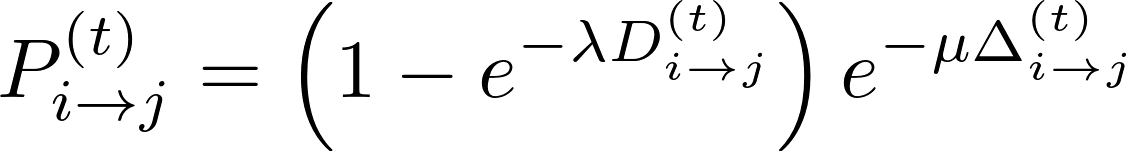 $P_{i \to j}^{(t)} = \left( 1 - e^{-\lambda D_{i \to j}^{(t)}} \right) e^{-\mu \Delta_{i \to j}^{(t)}}$